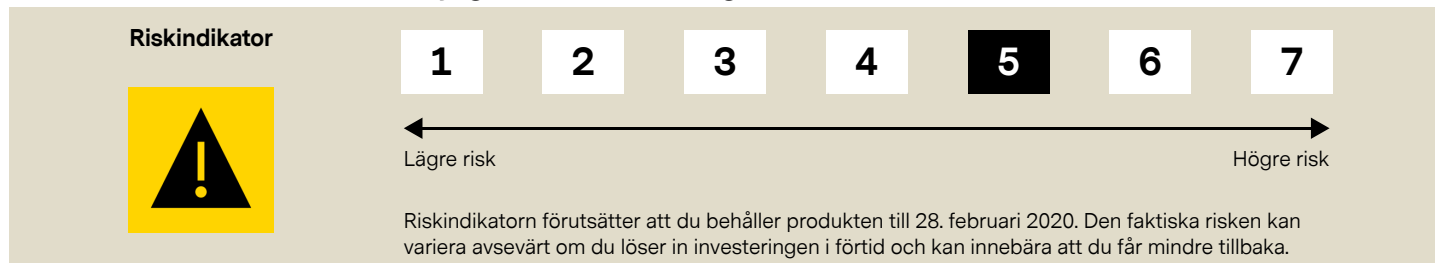 Riskindikator
1 2 3 4 5 6 7
Lägre risk Högre risk
Riskindikatorn förutsätter att du behåller produkten till 28. februari 2020. Den faktiska risken kan
variera avsevärt om du löser in investeringen i förtid och kan innebära att du får mindre tillbaka.